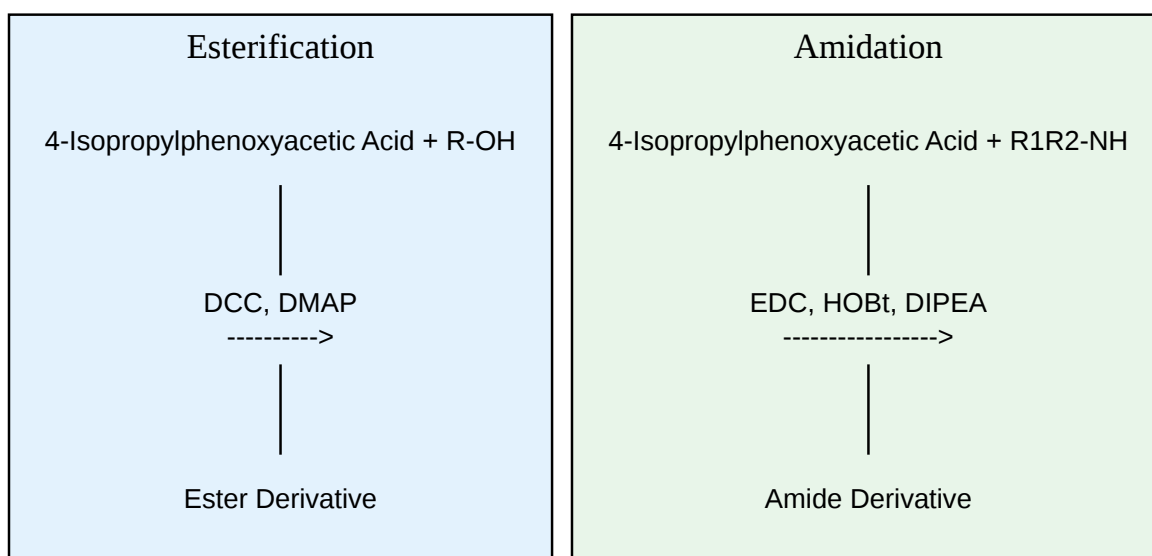 Esterification
4-Isopropylphenoxyacetic Acid + R-OH
DCC, DMAP
---------->
Ester Derivative
Amidation
4-Isopropylphenoxyacetic Acid + R1R2-NH
EDC, HOBt, DIPEA
----------------->
Amide Derivative